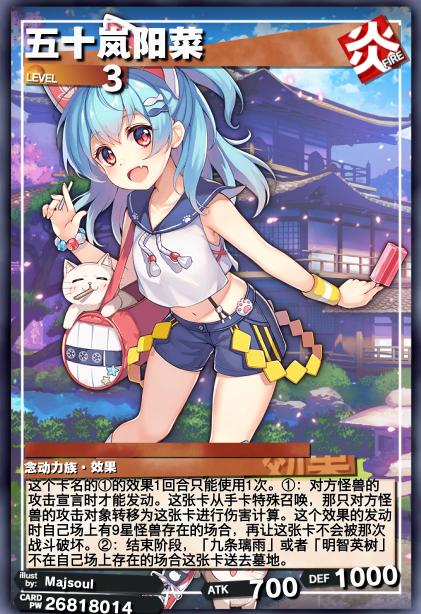 五十岚阳菜
炎
FIRE
LEVEL
3
念动力族·效果
这个卡名的①的效果1回合只能使用1次。①：对方怪兽的
攻击宣言时才能发动。这张卡从手卡特殊召唤，那只对方怪
兽的攻击对象转移为这张卡进行伤害计算。这个效果的发动
时自己场上有9星怪兽存在的场合，再让这张卡不会被那次
战斗破坏。②：结束阶段，「九条璃雨」或者「明智英树」
不在自己场上存在的场合这张卡送去墓地。
illust by: Majsoul
ATK 700 DEF 1000
CARD PW 26818014